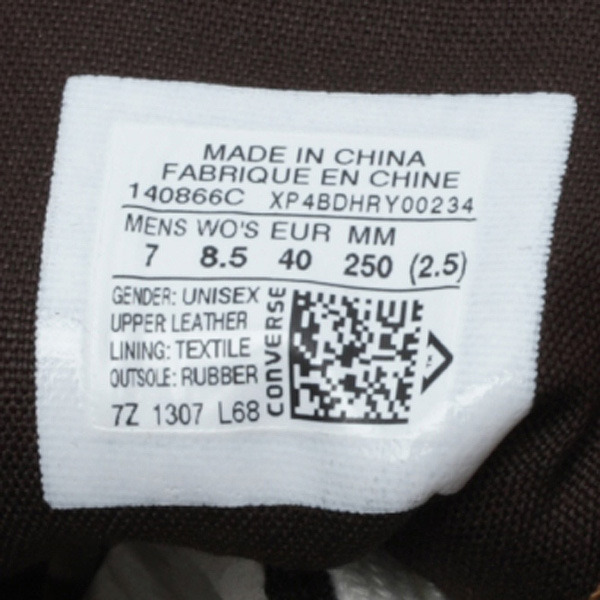 MADE IN CHINA
FABRIQUE EN CHINE
140866C XP4BDHRY00234
MENS WO'S EUR MM
7 8.5 40 250 (2.5)
GENDER: UNISEX
UPPER LEATHER
LINING: TEXTILE
OUTSOLE: RUBBER
7Z 1307 L68
CONVERSE